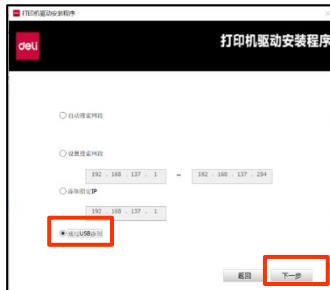 打印机驱动安装程序
deli
打印机驱动安装程序
自动搜索网段
设置搜索网段
192 . 168 . 137 . 1 ~ 192 . 168 . 137 . 254
添加指定IP
192 . 168 . 137 . 1
通过USB连接
返回 下一步